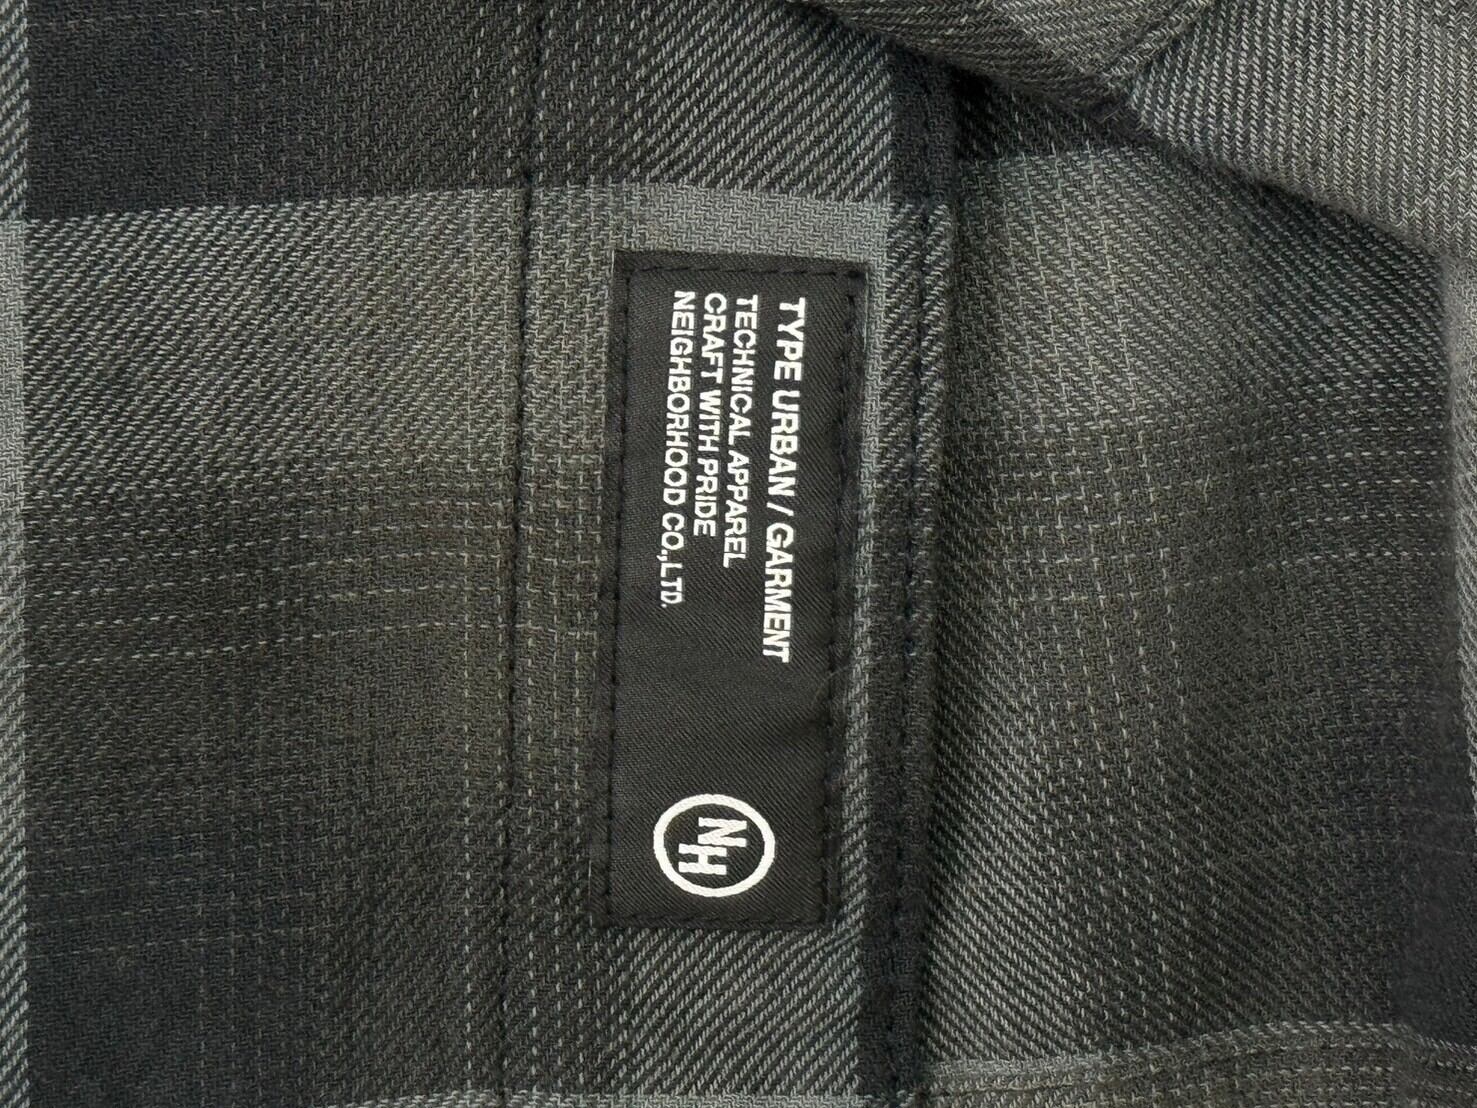 TYPE URBAN / GARMENT
TECHNICAL APPAREL
CRAFT WITH PRIDE
NEIGHBORHOOD CO.,LTD.
NH